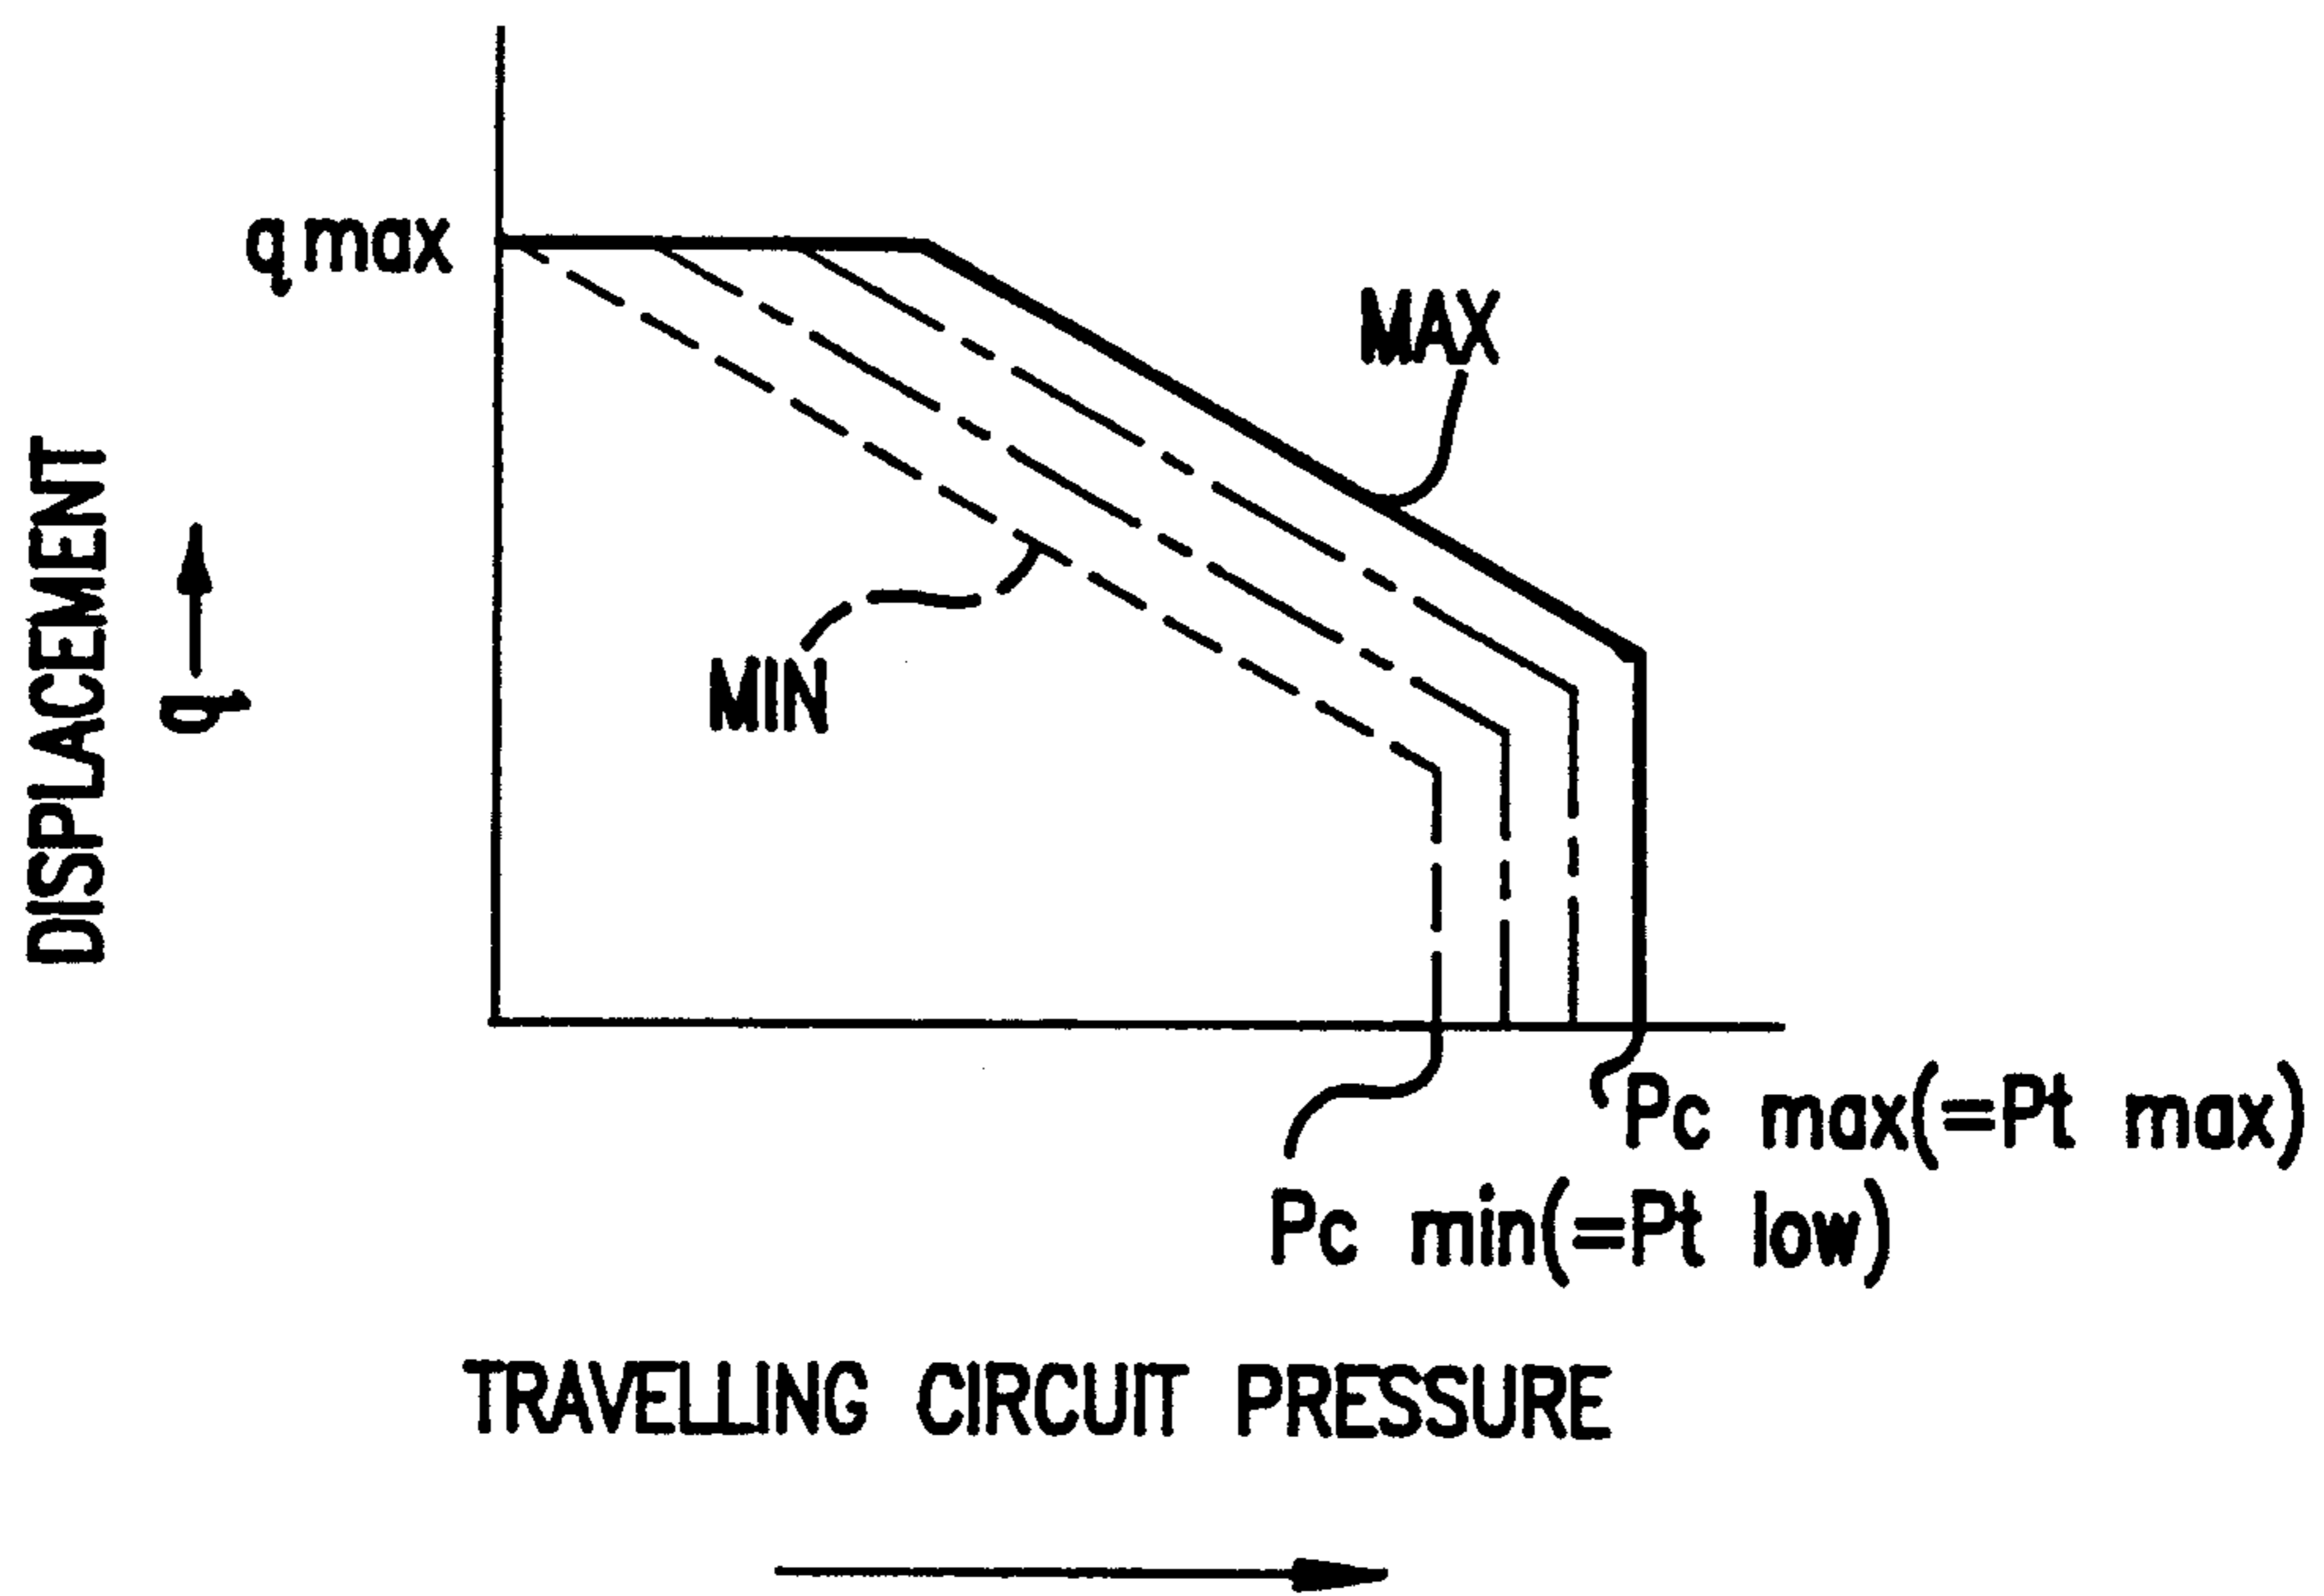 q max
MAX
DISPLACEMENT
q
MIN
Pc max(=Pt max)
Pc min(=Pt low)
TRAVELLING CIRCUIT PRESSURE